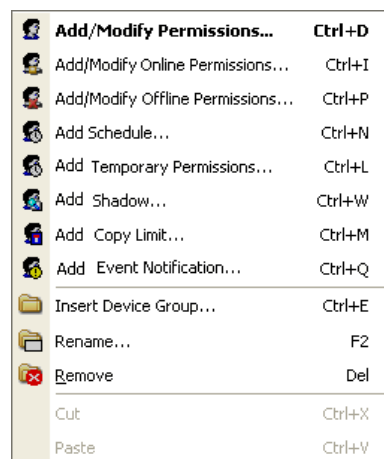 Add/Modify Permissions... Ctrl+D
Add/Modify Online Permissions... Ctrl+I
Add/Modify Offline Permissions... Ctrl+P
Add Schedule... Ctrl+N
Add Temporary Permissions... Ctrl+L
Add Shadow... Ctrl+W
Add Copy Limit... Ctrl+M
Add Event Notification... Ctrl+Q
Insert Device Group... Ctrl+E
Rename... F2
Remove Del
Cut Ctrl+X
Paste Ctrl+V